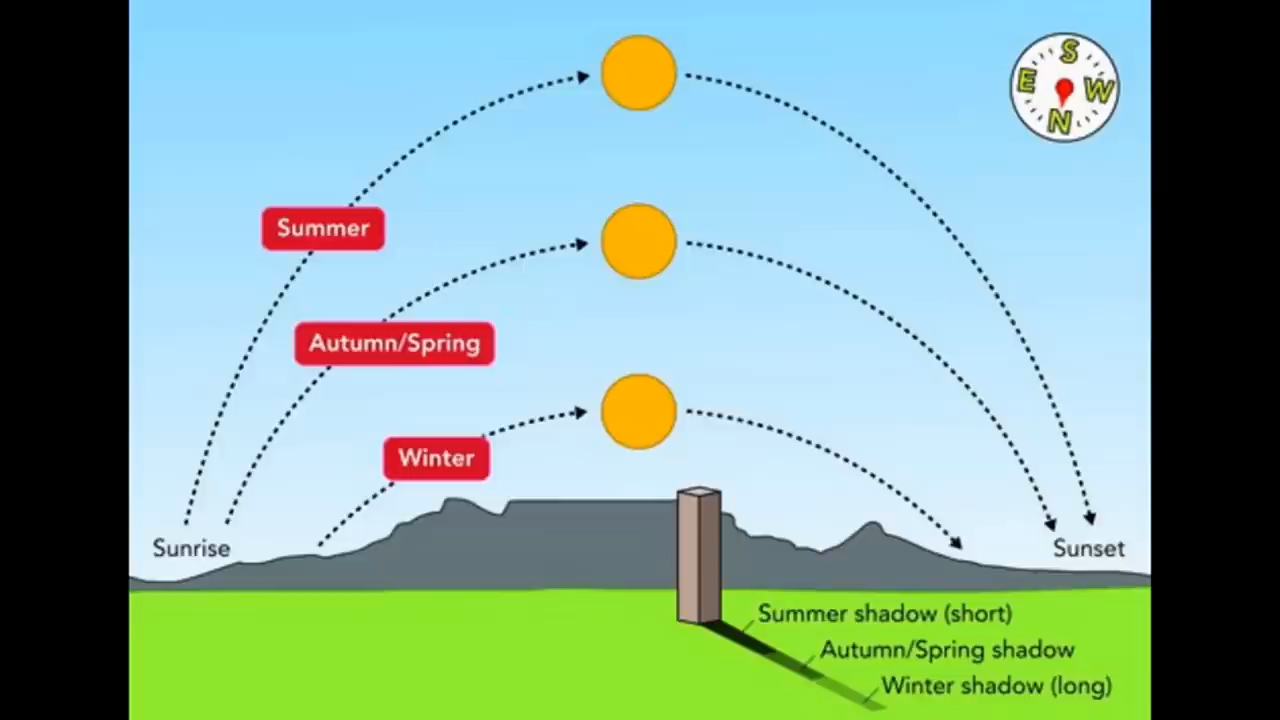 S
E
W
N
Summer
Autumn/Spring
Winter
Sunrise
Sunset
Summer shadow (short)
Autumn/Spring shadow
Winter shadow (long)